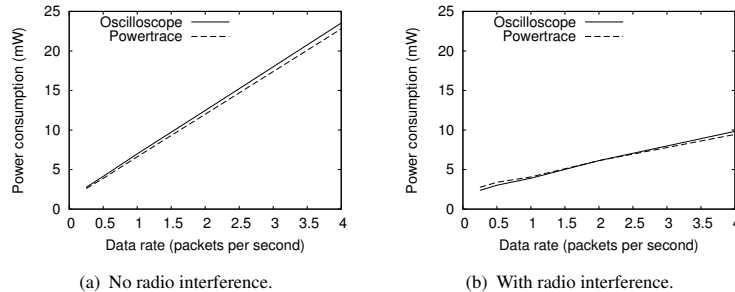 Power consumption (mW)
25
20
15
10
5
0
Oscilloscope
Powertrace
0 0.5 1 1.5 2 2.5 3 3.5 4
Data rate (packets per second)
(a) No radio interference.
Power consumption (mW)
25
20
15
10
5
0
Oscilloscope
Powertrace
0 0.5 1 1.5 2 2.5 3 3.5 4
Data rate (packets per second)
(b) With radio interference.